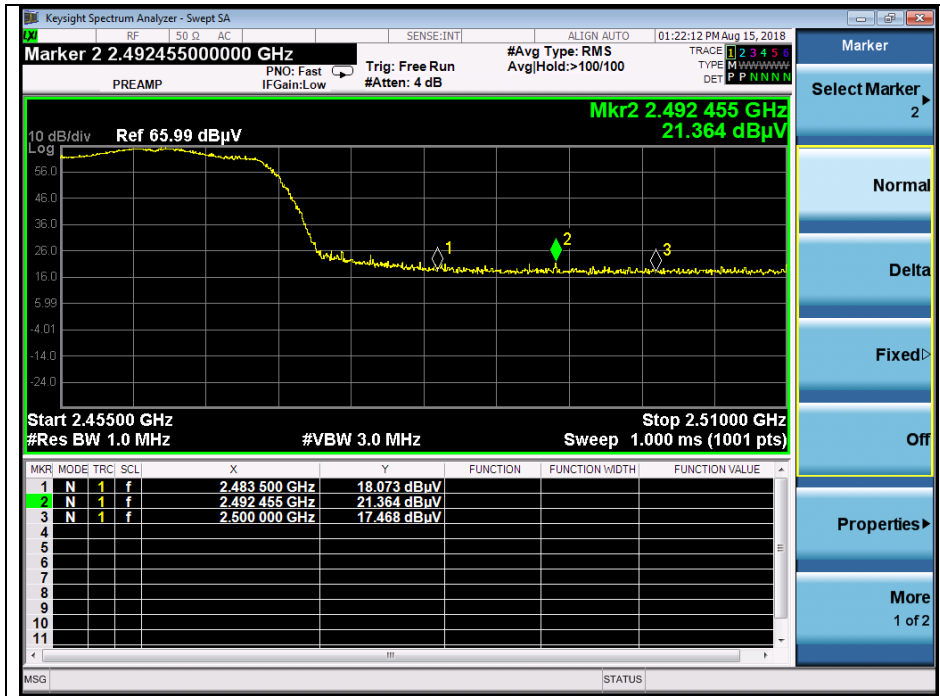 Keysight Spectrum Analyzer - Swept SA
LXI RF 50 Ω AC SENSE:INT ALIGN AUTO 01:22:12 PM Aug 15, 2018
Marker 2 2.492455000000 GHz
PREAMP
PNO: Fast
IFGain:Low
Trig: Free Run
#Atten: 4 dB
#Avg Type: RMS
Avg|Hold:>100/100
TRACE 1 2 3 4 5 6
TYPE M W W W W W
DET P P N N N N
Mkr2 2.492 455 GHz
21.364 dBµV
10 dB/div Ref 65.99 dBµV
Log
56.0
46.0
36.0
26.0
16.0
5.99
-4.01
-14.0
-24.0
1
2
3
Start 2.45500 GHz Stop 2.51000 GHz
#Res BW 1.0 MHz #VBW 3.0 MHz Sweep 1.000 ms (1001 pts)
MKR MODE TRC SCL X Y FUNCTION FUNCTION WIDTH FUNCTION VALUE
1 N 1 f 2.483 500 GHz 18.073 dBµV
2 N 1 f 2.492 455 GHz 21.364 dBµV
3 N 1 f 2.500 000 GHz 17.468 dBµV
4
5
6
7
8
9
10
11
MSG STATUS
Marker
Select Marker
2
Normal
Delta
Fixed
Off
Properties
More
1 of 2